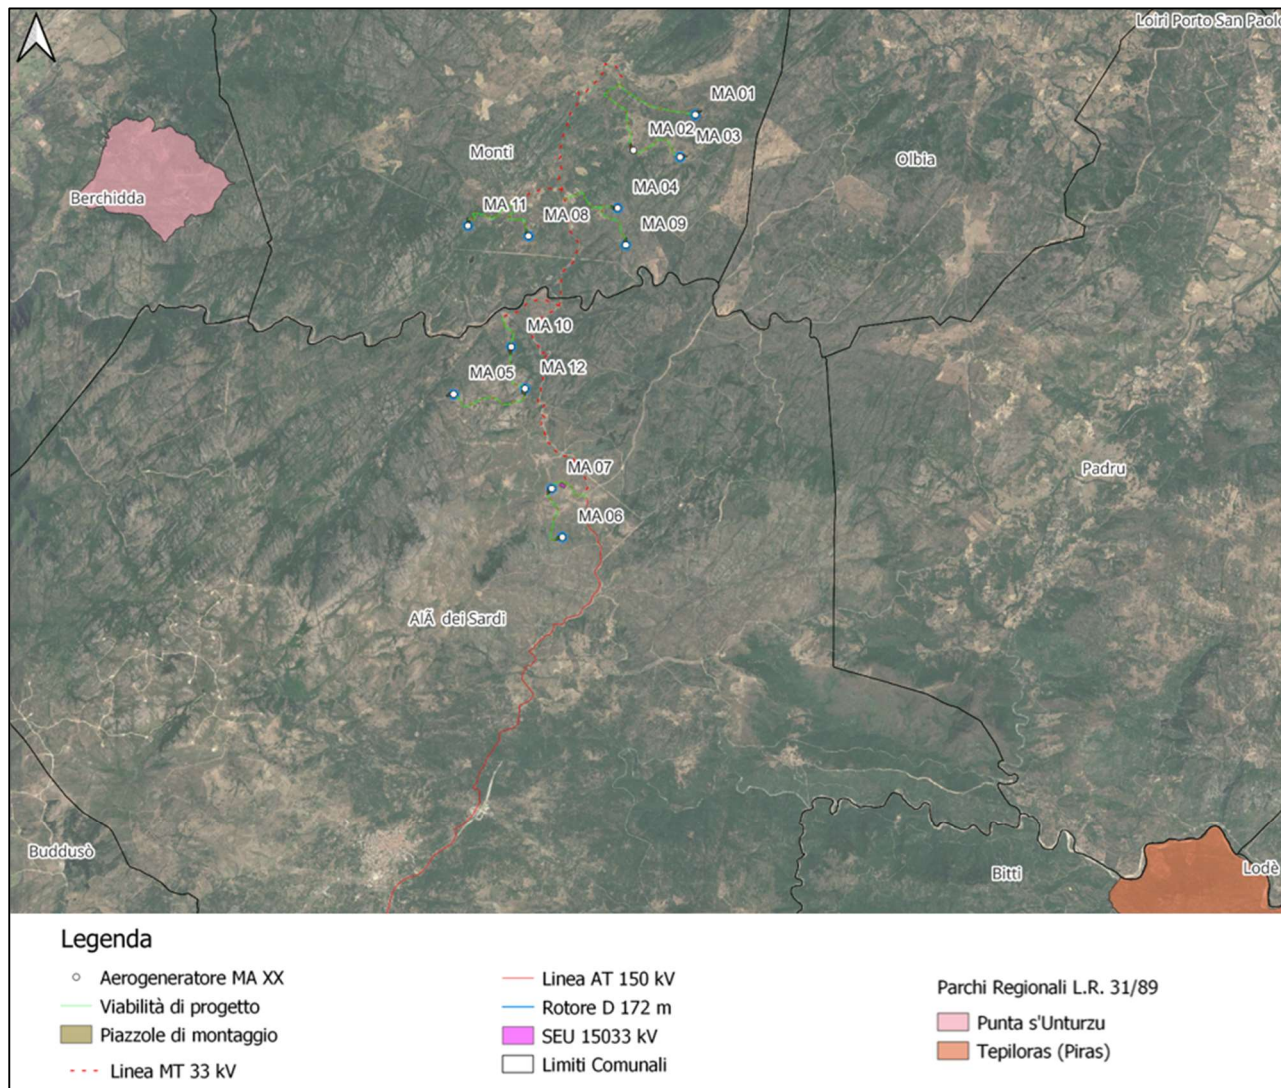 Loiri Porto San Paolo
MA 01
MA 02
MA 03
Monti
Olbia
Berchidda
MA 04
MA 11
MA 08
MA 09
MA 10
MA 05
MA 12
MA 07
Padru
MA 06
AlÃ  dei Sardi
Buddusò
Bitti
Lodè
Legenda
Aerogeneratore MA XX
Viabilità di progetto
Piazzole di montaggio
Linea MT 33 kV
Linea AT 150 kV
Rotore D 172 m
SEU 15033 kV
Limiti Comunali
Parchi Regionali L.R. 31/89
Punta s'Unturzu
Tepiloras (Piras)